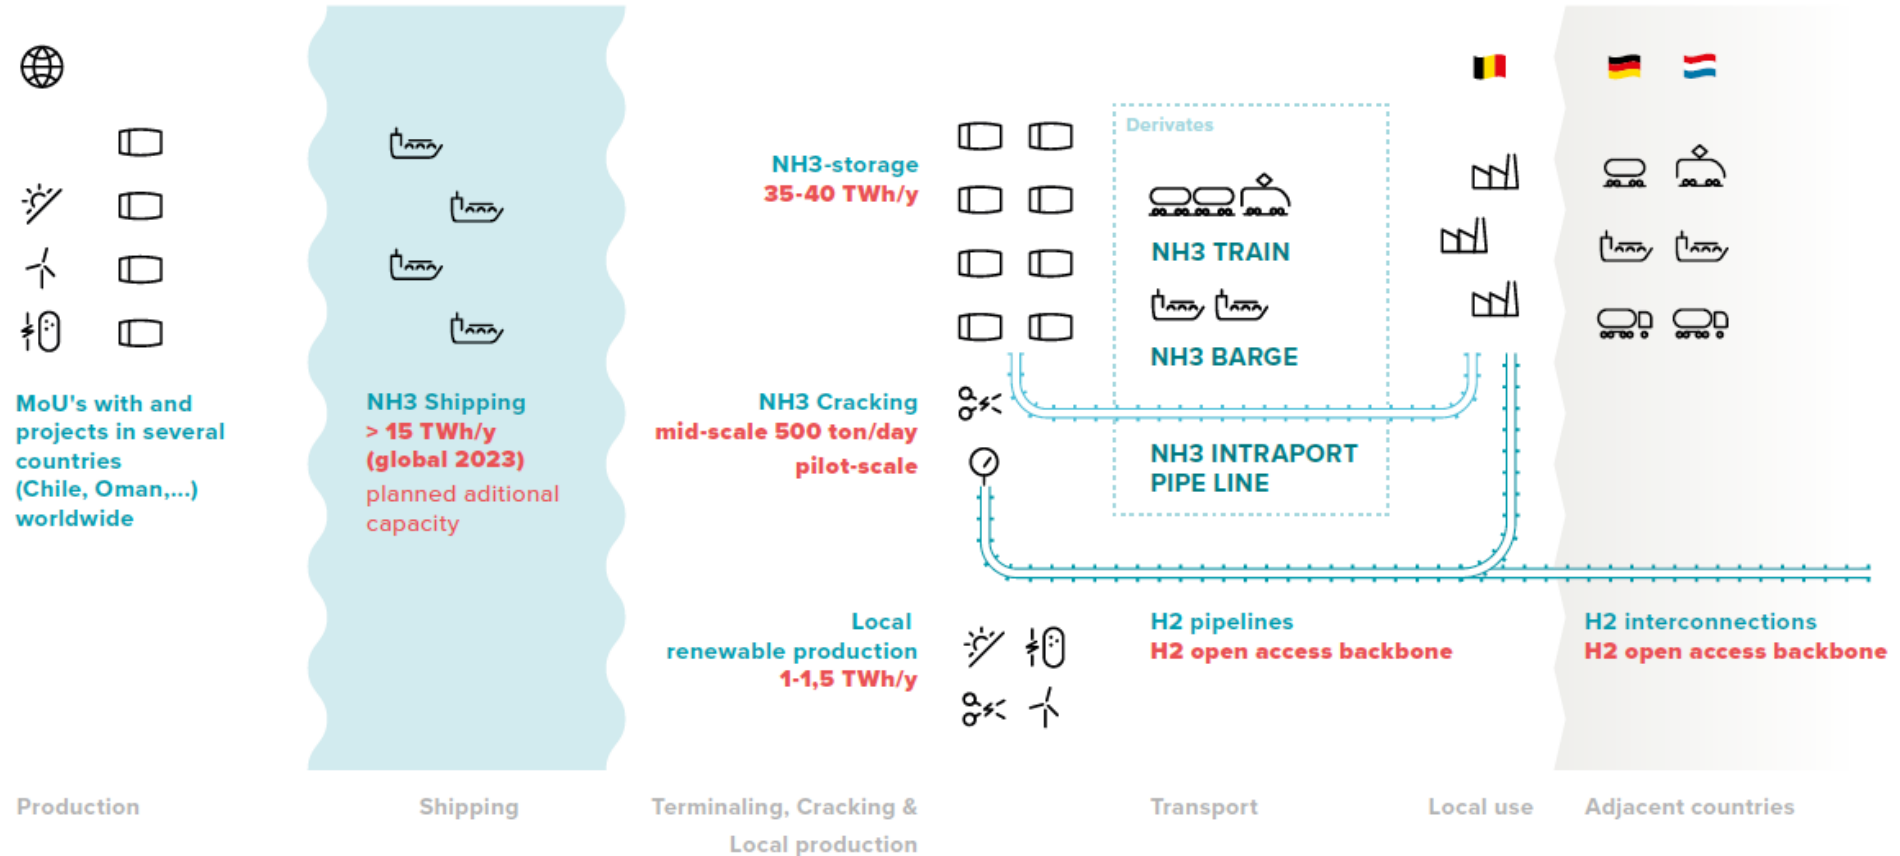 MoU's with and
projects in several
countries
(Chile, Oman,...)
worldwide
NH3 Shipping
> 15 TWh/y
(global 2023)
planned aditional
capacity
NH3-storage
35-40 TWh/y
NH3 Cracking
mid-scale 500 ton/day
pilot-scale
Local
renewable production
1-1,5 TWh/y
Derivates
NH3 TRAIN
NH3 BARGE
NH3 INTRAPORT
PIPE LINE
H2 pipelines
H2 open access backbone
H2 interconnections
H2 open access backbone
Production
Shipping
Terminaling, Cracking &
Local production
Transport
Local use
Adjacent countries